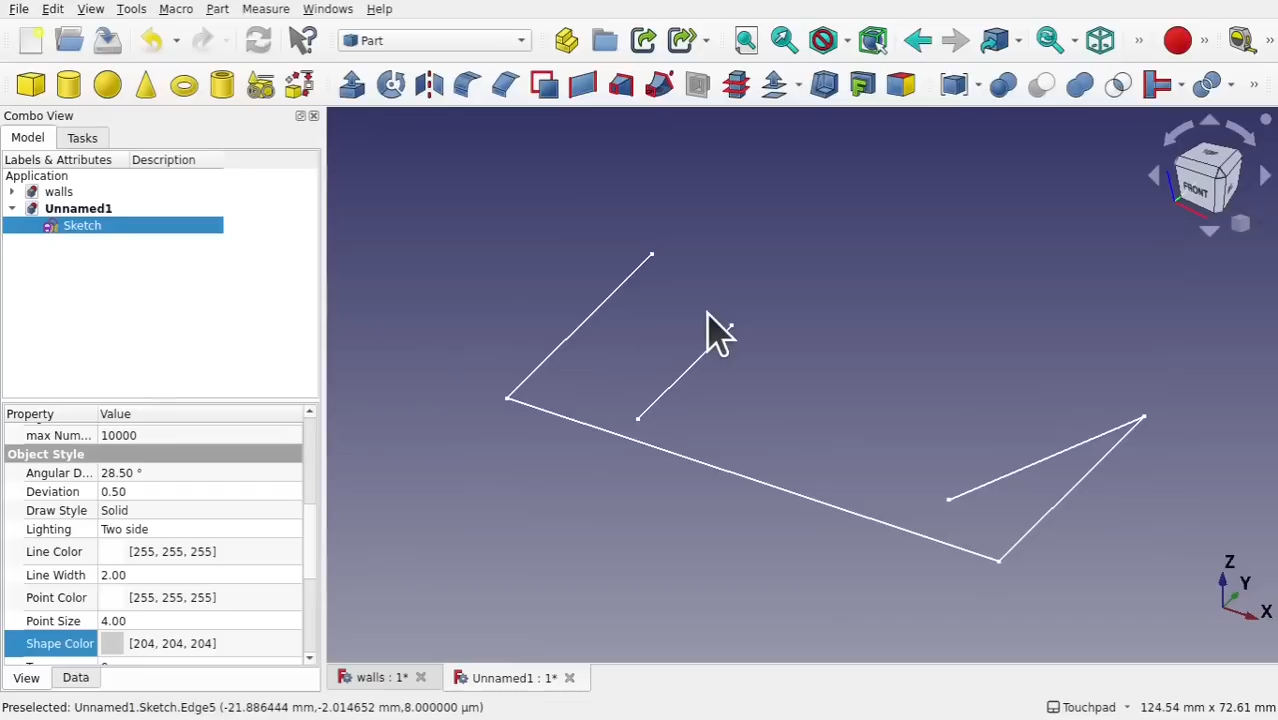 File Edit View Tools Macro Part Measure Windows Help
Part
Combo View
Model Tasks
Labels & Attributes Description
Application
walls
Unnamed1
Sketch
Property Value
max Num... 10000
Object Style
Angular D... 28.50 °
Deviation 0.50
Draw Style Solid
Lighting Two side
Line Color [255, 255, 255]
Line Width 2.00
Point Color [255, 255, 255]
Point Size 4.00
Shape Color [204, 204, 204]
View Data
FRONT
Z
Y
X
walls : 1*
Unnamed1 : 1*
Preselected: Unnamed1.Sketch.Edge5 (-21.886444 mm,-2.014652 mm,8.000000 µm)
Touchpad 124.54 mm x 72.61 mm